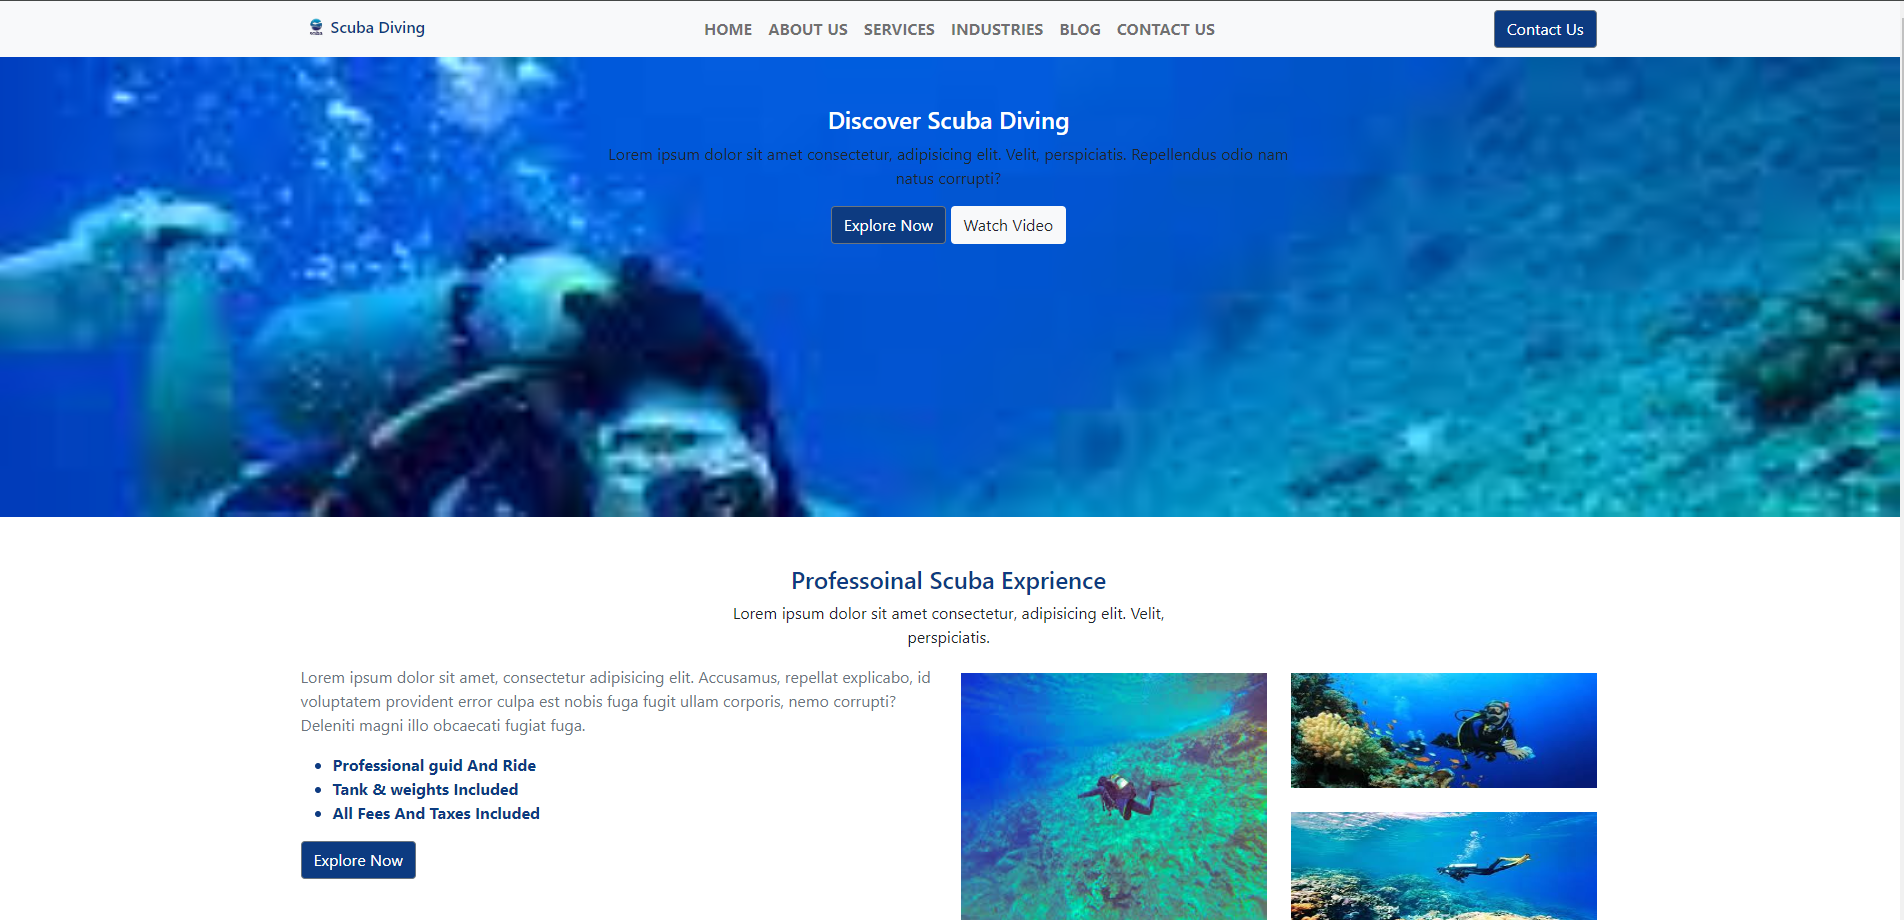 Scuba Diving
HOME ABOUT US SERVICES INDUSTRIES BLOG CONTACT US
Contact Us
Discover Scuba Diving
Lorem ipsum dolor sit amet consectetur, adipisicing elit. Velit, perspiciatis. Repellendus odio nam
natus corrupti?
Explore Now Watch Video
Professoinal Scuba Exprience
Lorem ipsum dolor sit amet consectetur, adipisicing elit. Velit,
perspiciatis.
Lorem ipsum dolor sit amet, consectetur adipisicing elit. Accusamus, repellat explicabo, id
voluptatem provident error culpa est nobis fuga fugit ullam corporis, nemo corrupti?
Deleniti magni illo obcaecati fugiat fuga.
• Professional guid And Ride
• Tank & weights Included
• All Fees And Taxes Included
Explore Now